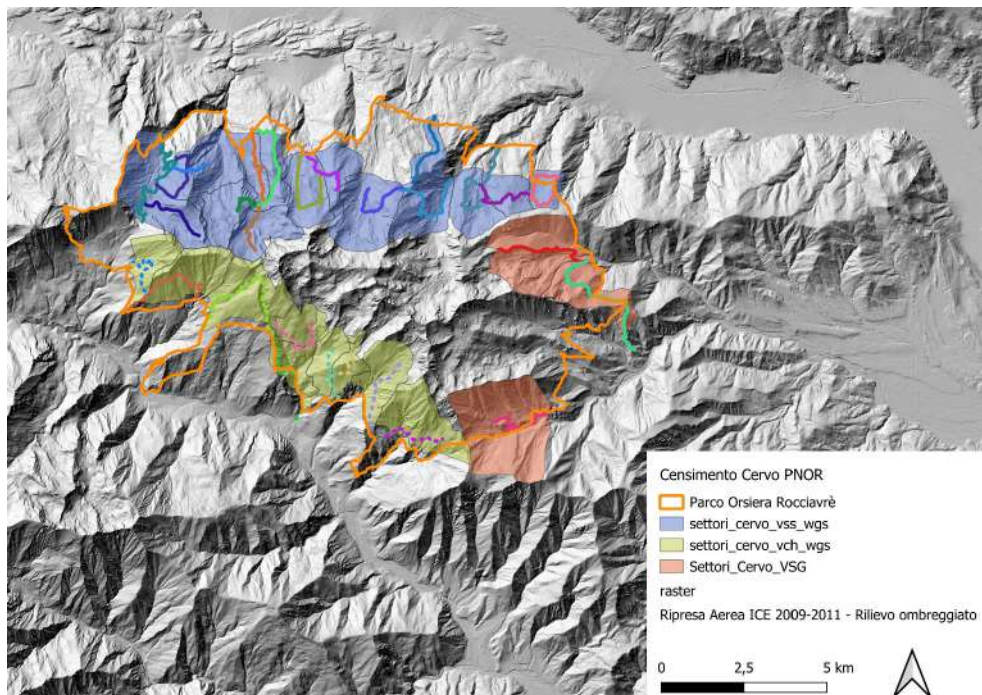 Censimento Cervo PNOR
Parco Orsiera Rocciavrè
settori_cervo_vss_wgs
settori_cervo_vch_wgs
Settori_Cervo_VSG
raster
Ripresa Aerea ICE 2009-2011 - Rilievo ombreggiato
0 2,5 5 km